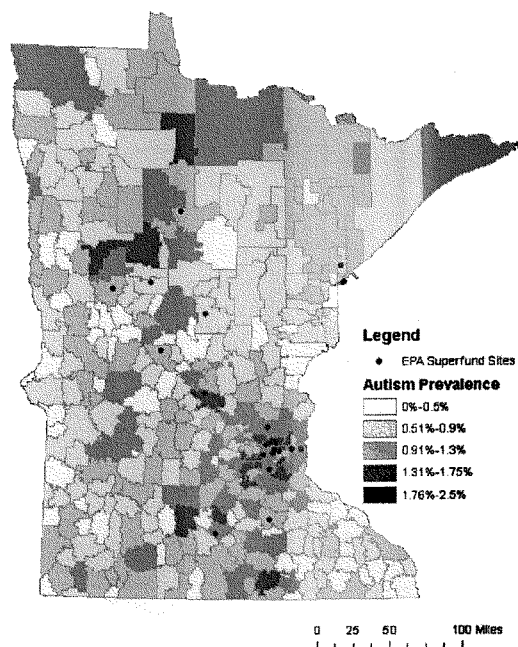 Legend
EPA Superfund Sites
Autism Prevalence
0%-0.5%
0.51%-0.9%
0.91%-1.3%
1.31%-1.75%
1.76%-2.5%
0 25 50 100 Miles